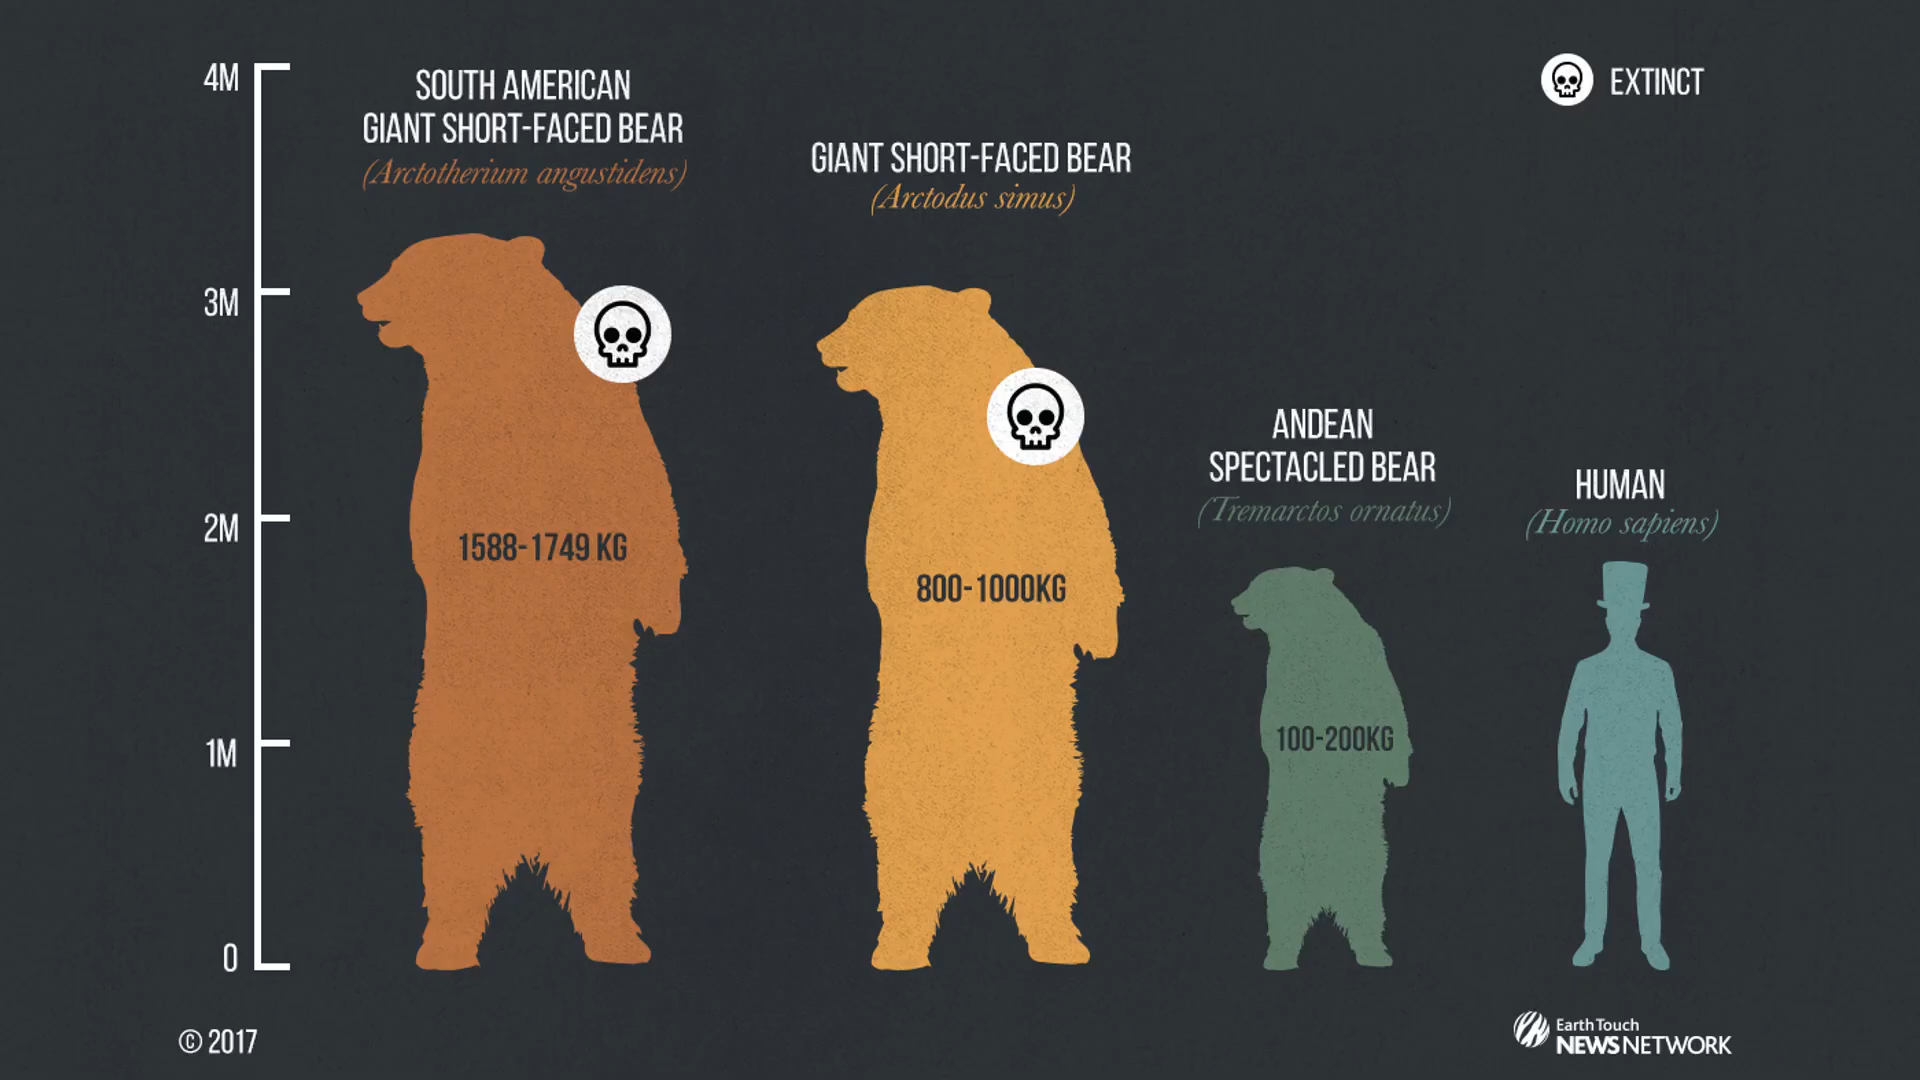 4M
3M
2M
1M
0
SOUTH AMERICAN
GIANT SHORT-FACED BEAR
(Arctotherium angustidens)
1588-1749 KG
GIANT SHORT-FACED BEAR
(Arctodus simus)
800-1000KG
ANDEAN
SPECTACLED BEAR
(Tremarctos ornatus)
100-200KG
HUMAN
(Homo sapiens)
EXTINCT
© 2017
Earth Touch
NEWS NETWORK